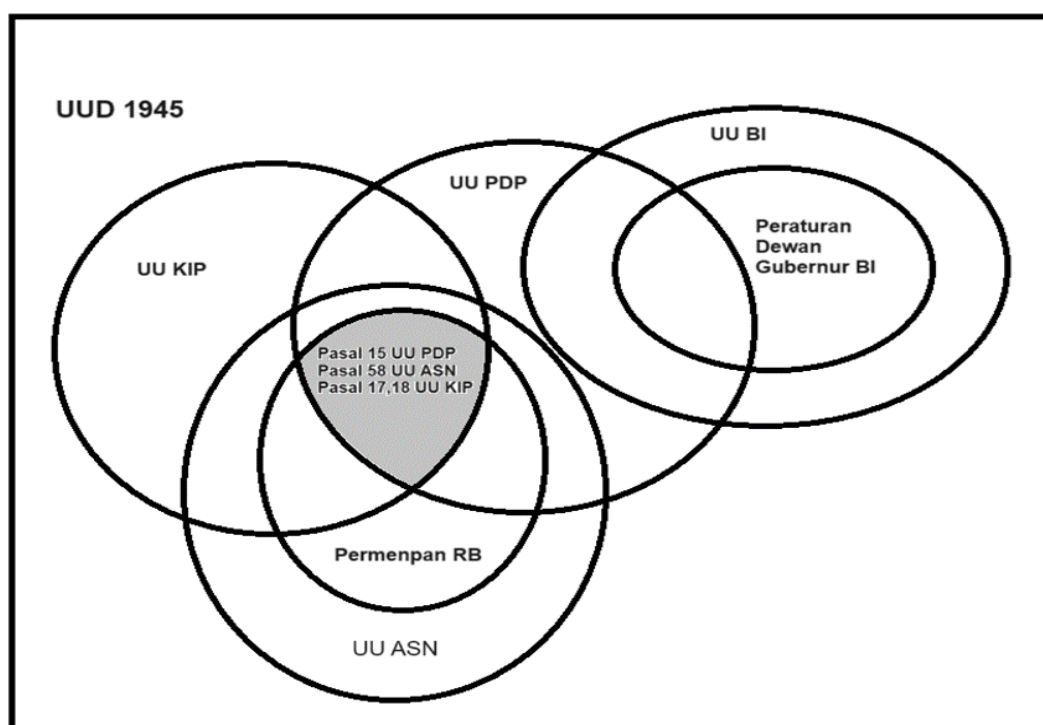 UUD 1945
UU BI
UU PDP
Peraturan
Dewan
Gubernur BI
UU KIP
Pasal 15 UU PDP
Pasal 58 UU ASN
Pasal 17,18 UU KIP
Permenpan RB
UU ASN